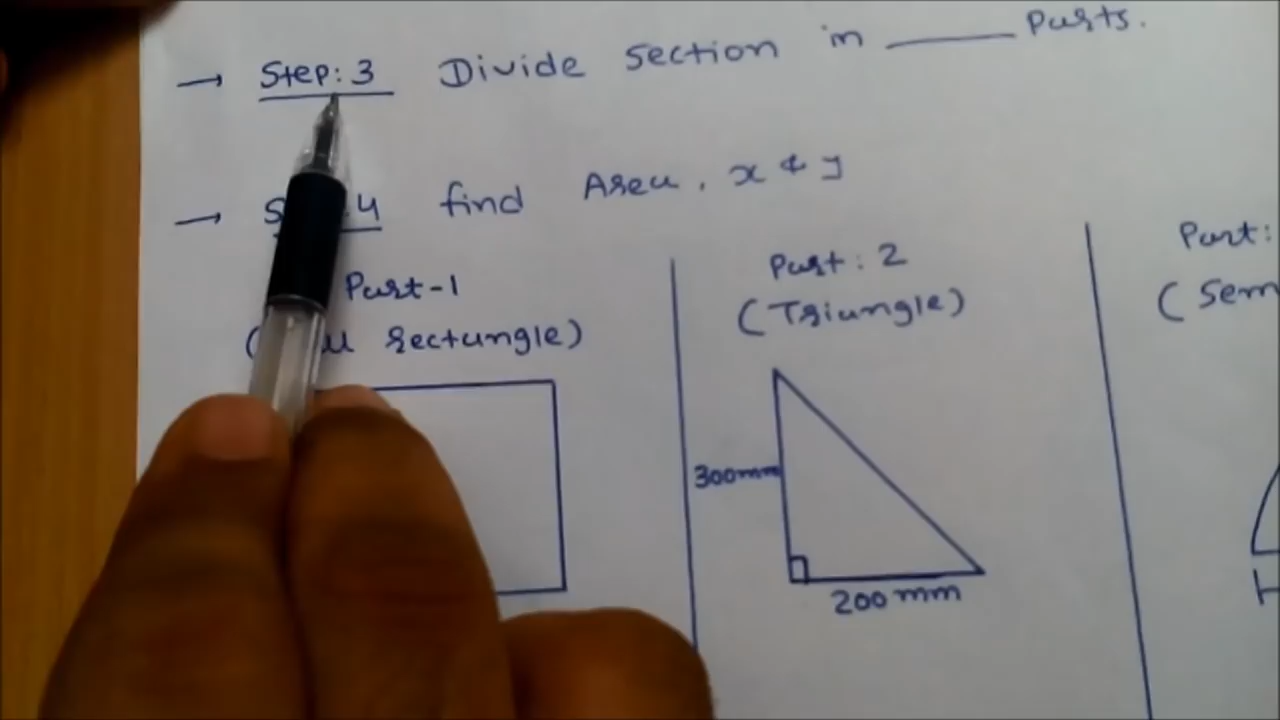 → Step: 3 Divide section in _____ Parts.
→ 4 find Area, x & y
Part-1
rectangle)
Part: 2
(Triangle)
300mm
200 mm
Part:
(